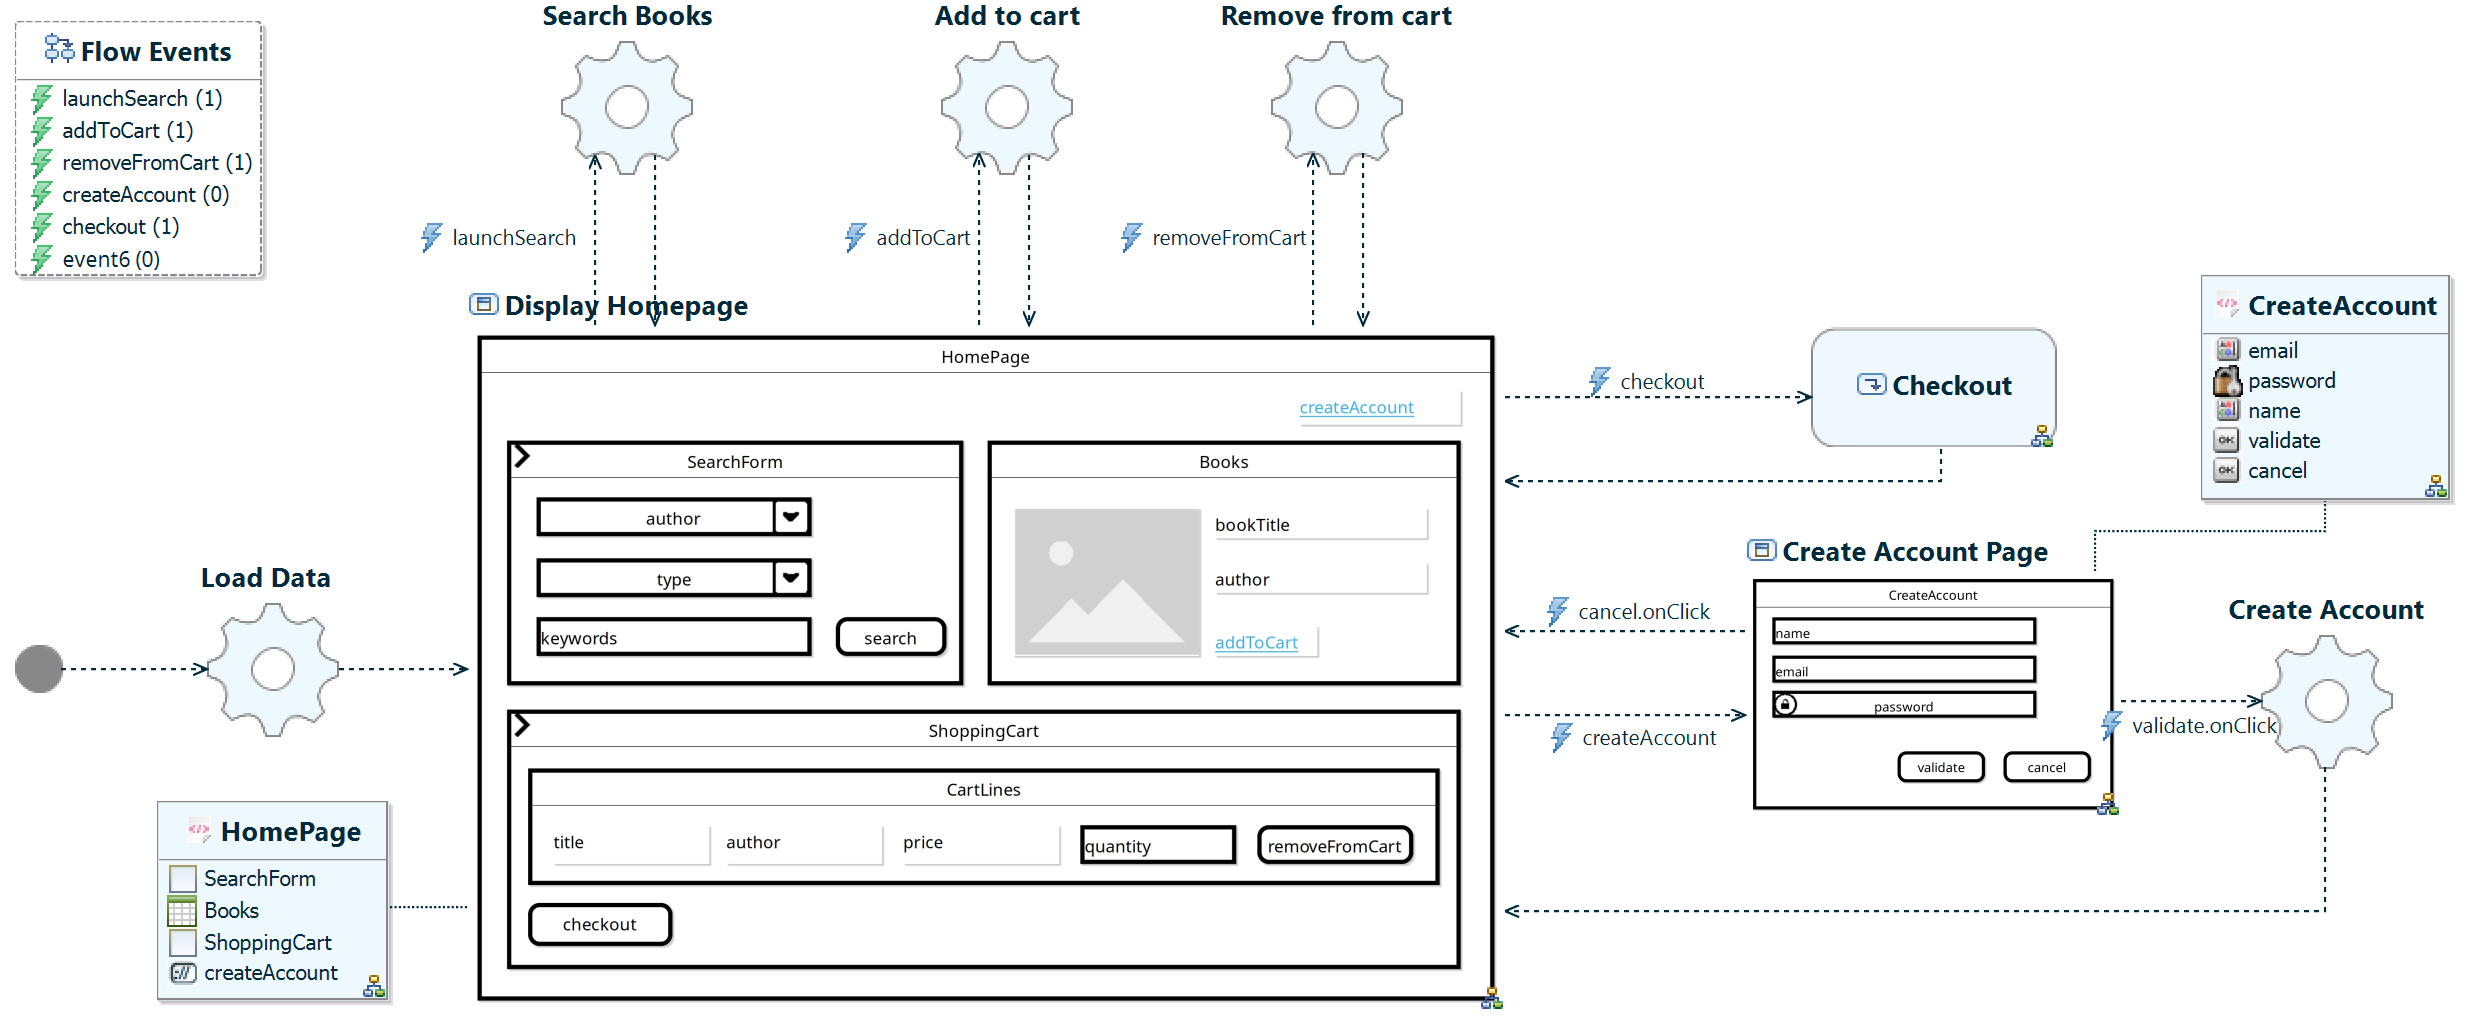 Search Books
Add to cart
Remove from cart
Flow Events
launchSearch (1)
addToCart (1)
removeFromCart (1)
createAccount (0)
checkout (1)
event6 (0)
launchSearch
addToCart
removeFromCart
Display Homepage
HomePage
createAccount
SearchForm
author
type
keywords
search
Books
bookTitle
author
addToCart
ShoppingCart
CartLines
title
author
price
quantity
removeFromCart
checkout
checkout
Checkout
CreateAccount
email
password
name
validate
cancel
Load Data
HomePage
SearchForm
Books
ShoppingCart
createAccount
Create Account Page
CreateAccount
name
email
password
validate
cancel
cancel.onClick
createAccount
validate.onClick
Create Account